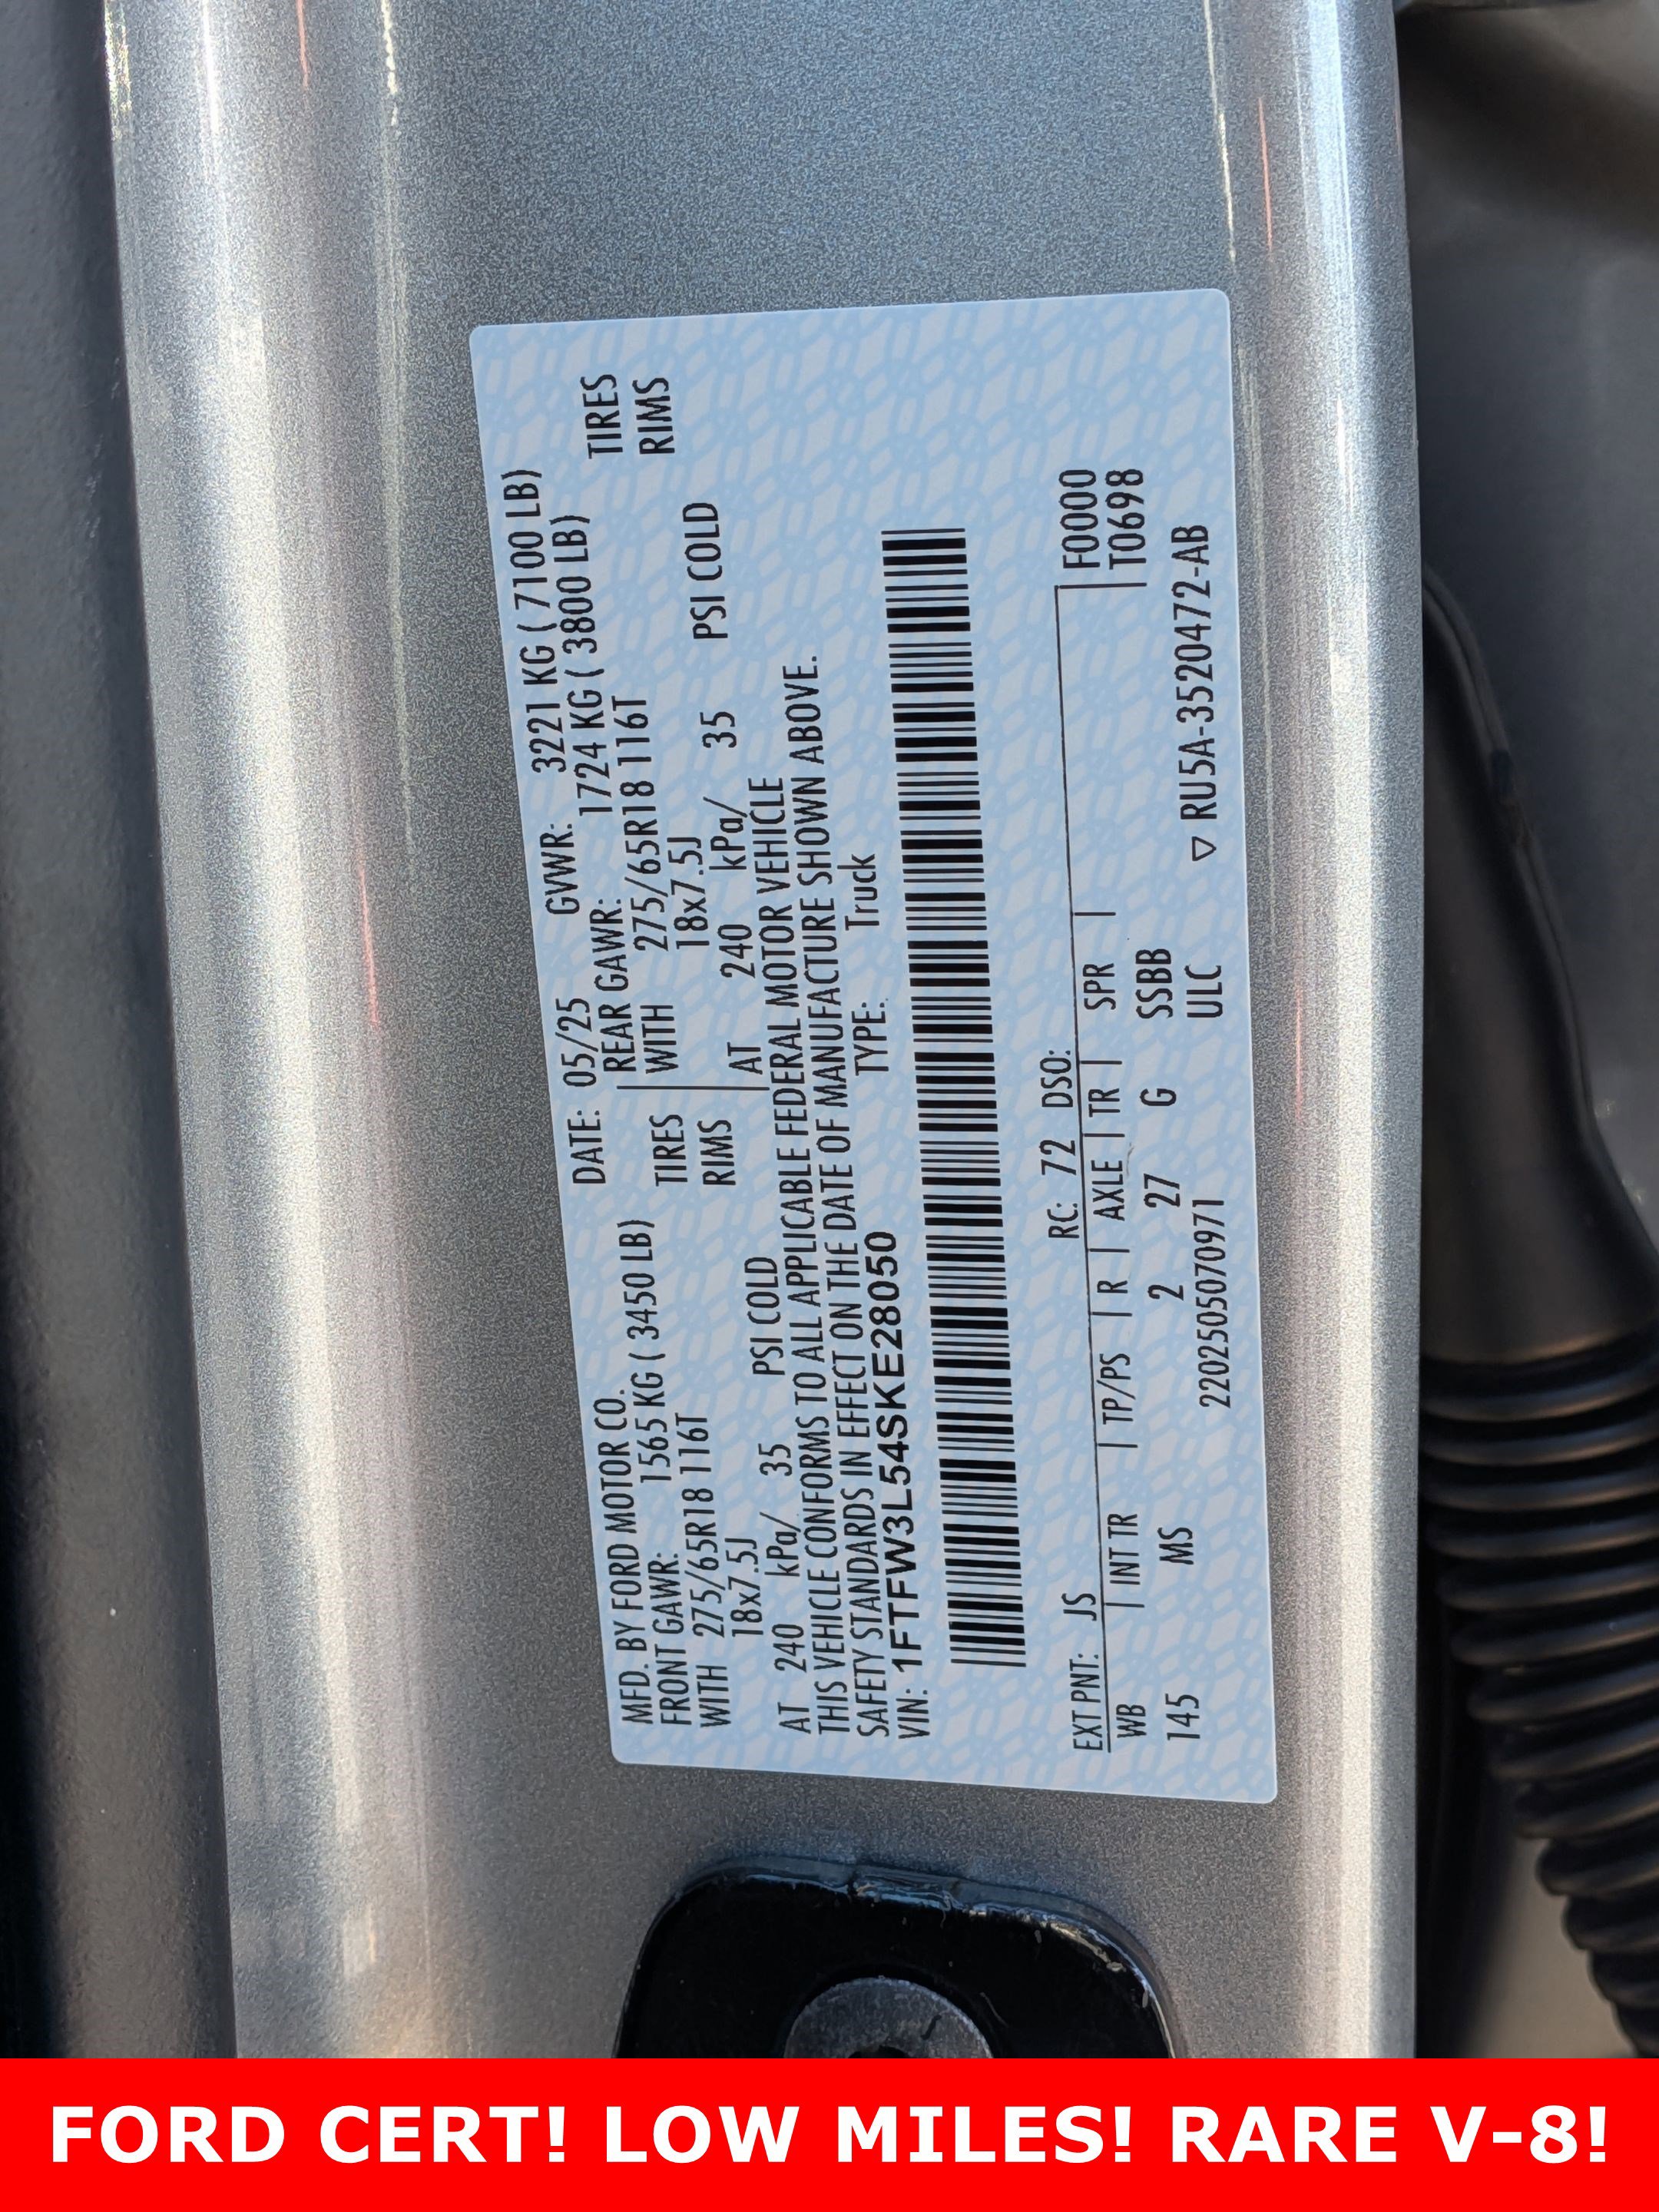 MFD. BY FORD MOTOR CO. DATE: 05/25 GVWR: 3221 KG ( 7100 LB)
FRONT GAWR: 1565 KG ( 3450 LB) REAR GAWR: 1724 KG ( 3800 LB)
WITH 275/65R18 116T TIRES WITH 275/65R18 116T TIRES
18x7.5J RIMS 18x7.5J RIMS
AT 240 kPa/ 35 PSI COLD AT 240 kPa/ 35 PSI COLD
THIS VEHICLE CONFORMS TO ALL APPLICABLE FEDERAL MOTOR VEHICLE
SAFETY STANDARDS IN EFFECT ON THE DATE OF MANUFACTURE SHOWN ABOVE.
VIN: 1FTFW3L54SKE28050 TYPE: Truck
EXT PNT: JS RC: 72 DSO: F0000
WB | INT TR | TP/PS | R | AXLE | TR | SPR | T0698
145 MS 2 27 G SSBB
2202505070971 ULC ▽ RU5A-3520472-AB
FORD CERT! LOW MILES! RARE V-8!